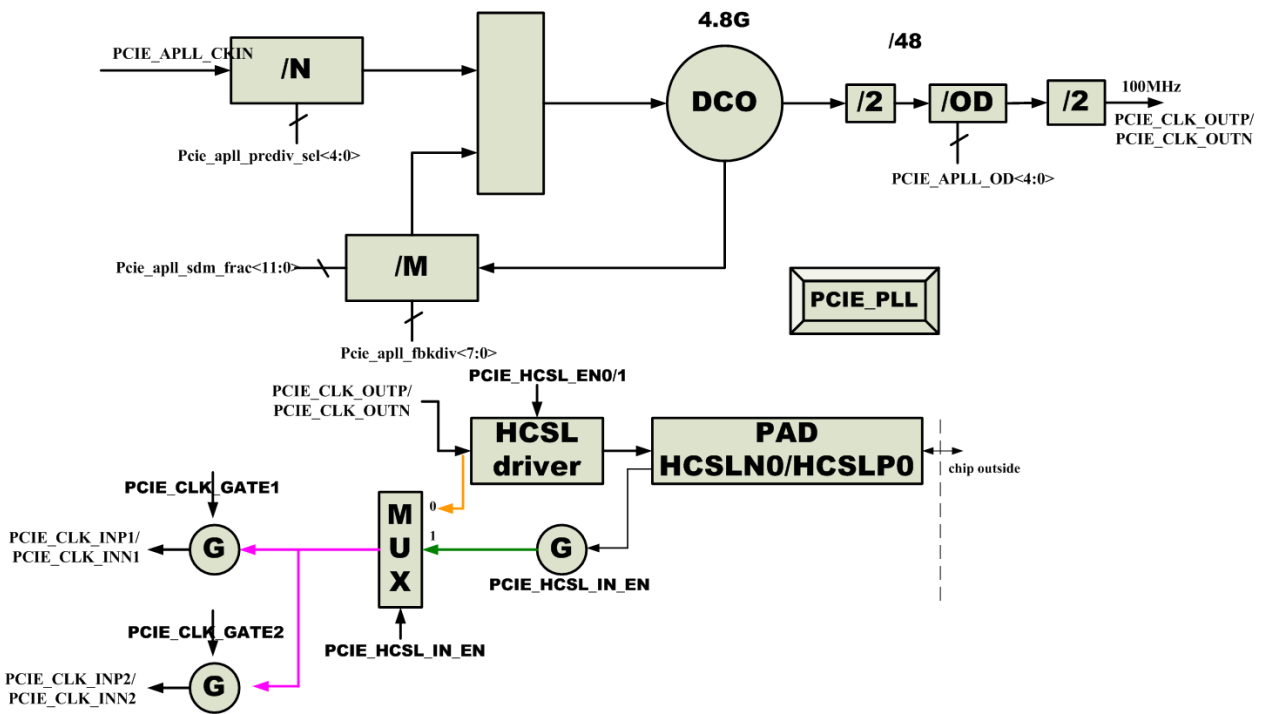 4.8G
/48
PCIE_APLL_CKIN
/N
DCO
/2
/OD
/2
100MHz
PCIE_CLK_OUTP/
PCIE_CLK_OUTN
Pcie_apll_prediv_sel<4:0>
PCIE_APLL_OD<4:0>
Pcie_apll_sdm_frac<11:0>
/M
PCIE_PLL
Pcie_apll_fbkdiv<7:0>
PCIE_HCSL_EN0/1
PCIE_CLK_OUTP/
PCIE_CLK_OUTN
HCSL
driver
PAD
HCSLN0/HCSLP0
chip outside
PCIE_CLK_GATE1
0
1
M
U
X
PCIE_CLK_INP1/
PCIE_CLK_INN1
G
G
PCIE_HCSL_IN_EN
PCIE_CLK_GATE2
PCIE_HCSL_IN_EN
PCIE_CLK_INP2/
PCIE_CLK_INN2
G